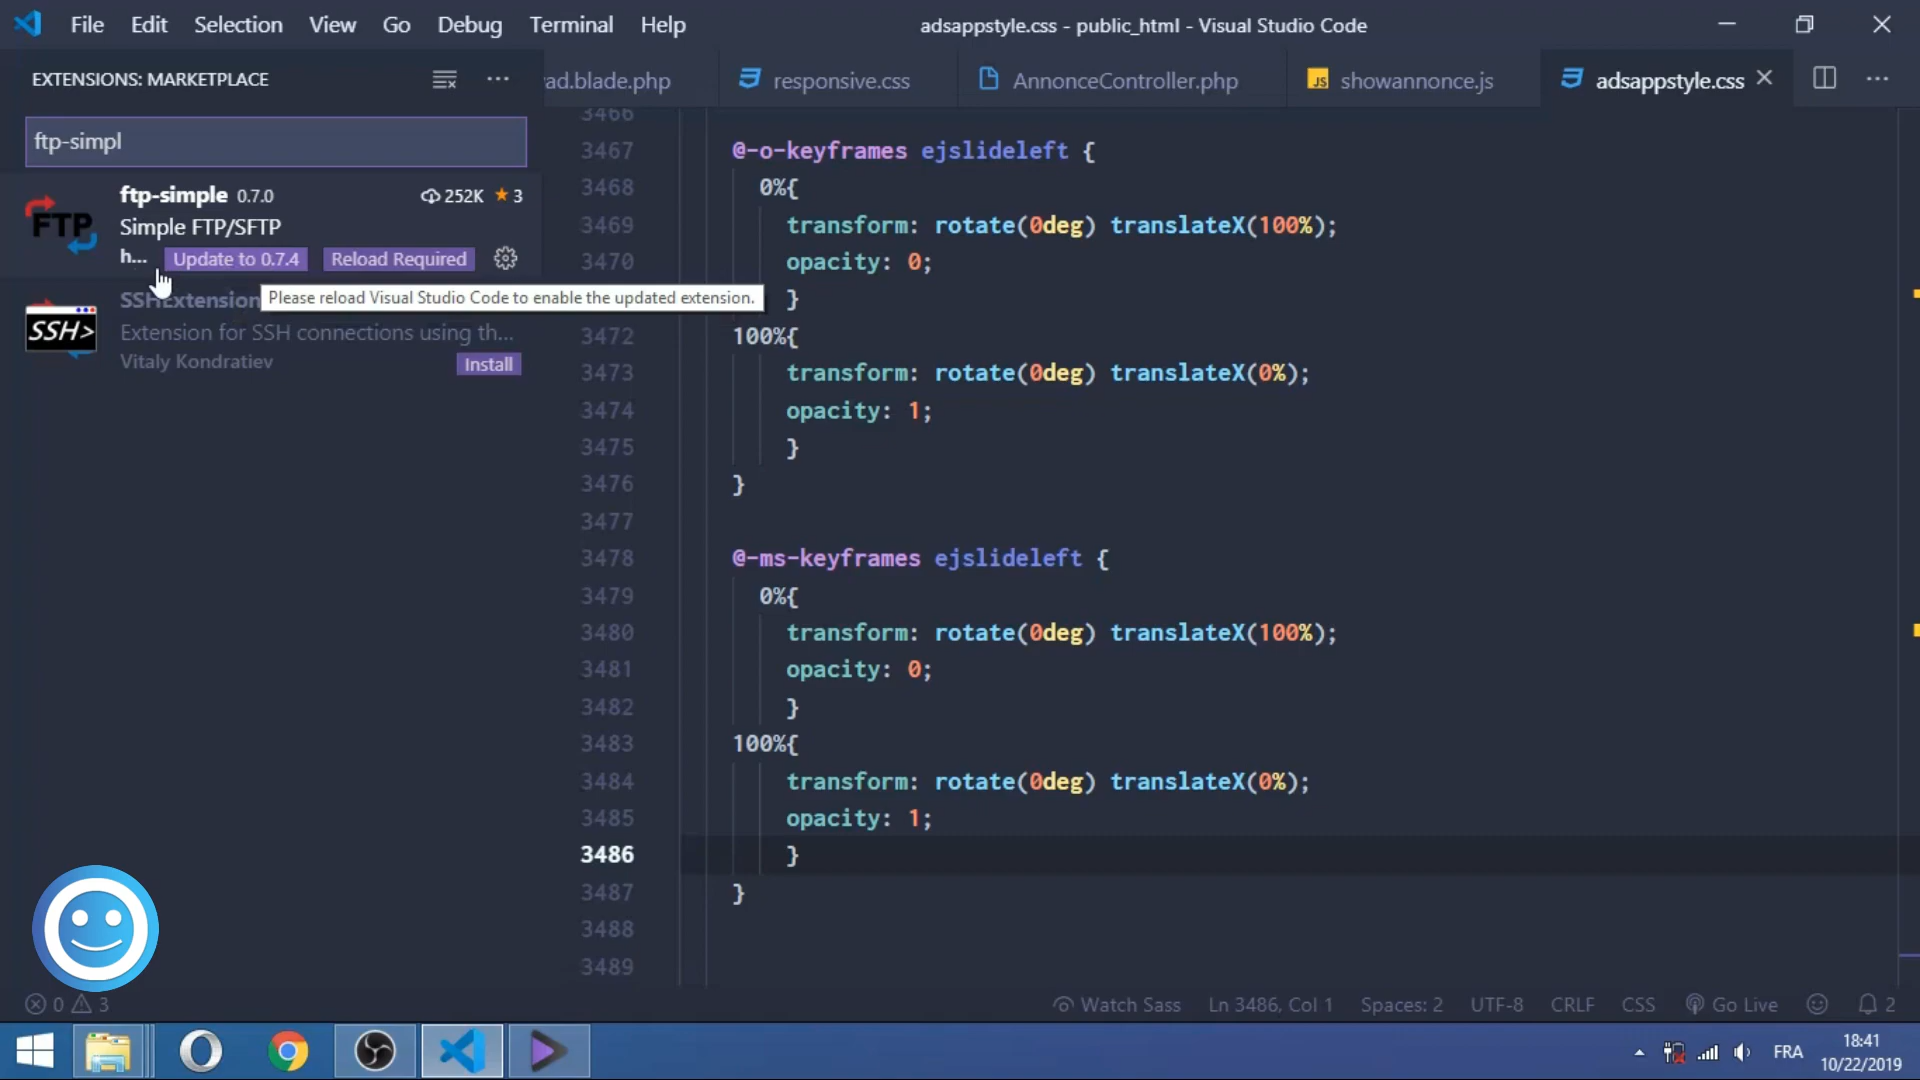 File Edit Selection View Go Debug Terminal Help
adsappstyle.css - public_html - Visual Studio Code
EXTENSIONS: MARKETPLACE
ad.blade.php
responsive.css
AnnonceController.php
JS showannonce.js
adsappstyle.css
ftp-simpl
FTP
ftp-simple 0.7.0
252K ★ 3
Simple FTP/SFTP
h... Update to 0.7.4 Reload Required
Please reload Visual Studio Code to enable the updated extension.
SSH>
SSHExtension
Extension for SSH connections using th...
Vitaly Kondratiev
Install
3466
3467 @-o-keyframes ejslideleft {
3468 0%{
3469 transform: rotate(0deg) translateX(100%);
3470 opacity: 0;
}
3472 100%{
3473 transform: rotate(0deg) translateX(0%);
3474 opacity: 1;
3475 }
3476 }
3477
3478 @-ms-keyframes ejslideleft {
3479 0%{
3480 transform: rotate(0deg) translateX(100%);
3481 opacity: 0;
3482 }
3483 100%{
3484 transform: rotate(0deg) translateX(0%);
3485 opacity: 1;
3486 }
3487 }
3488
3489
0 3
Watch Sass Ln 3486, Col 1 Spaces: 2 UTF-8 CRLF CSS Go Live 2
FRA
18:41
10/22/2019